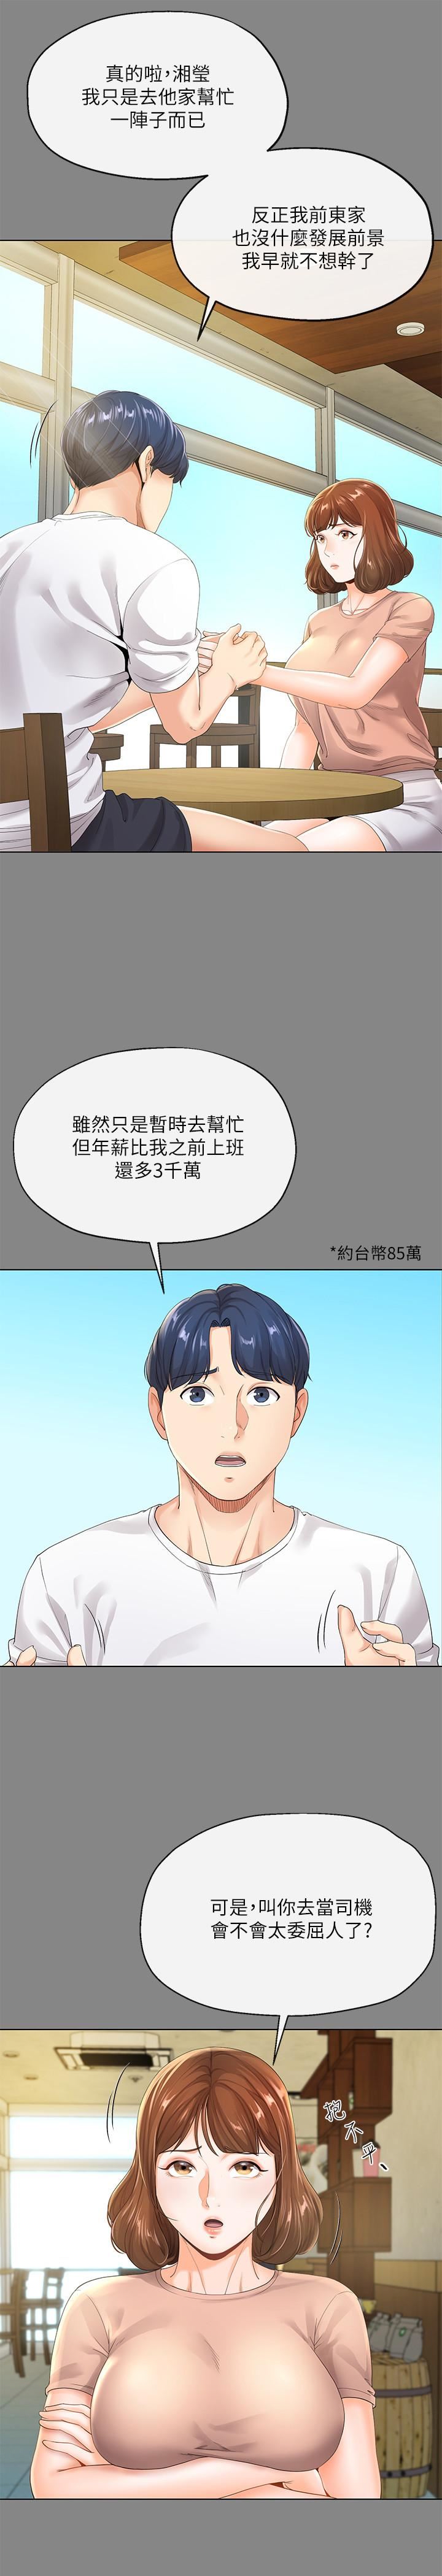 真的啦，湘瑩
我只是去他家幫忙
一陣子而已
反正我前東家
也沒什麼發展前景
我早就不想幹了
雖然只是暫時去幫忙
但年薪比我之前上班
還多3千萬
*約台幣85萬
可是，叫你去當司機
會不會太委屈人了？
抱不平、